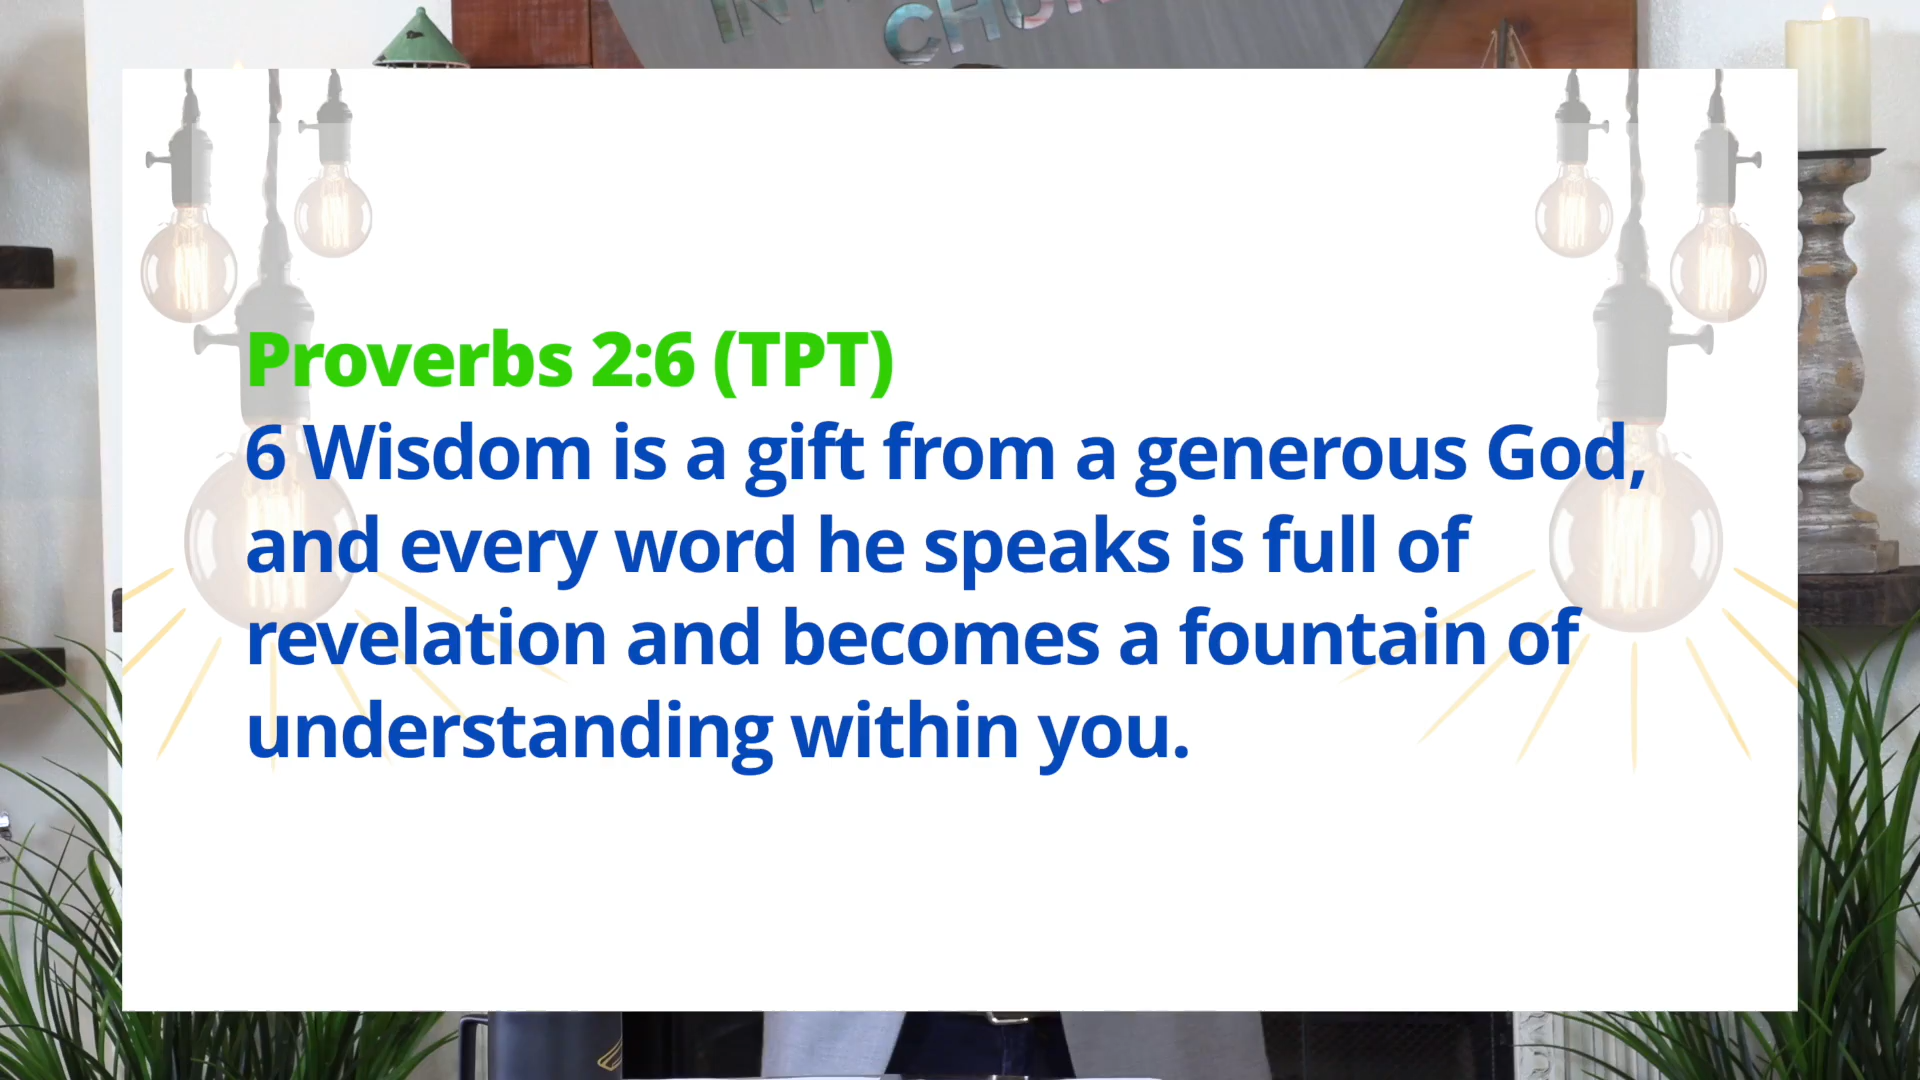 CHUR
Proverbs 2:6 (TPT)
6 Wisdom is a gift from a generous God,
and every word he speaks is full of
revelation and becomes a fountain of
understanding within you.